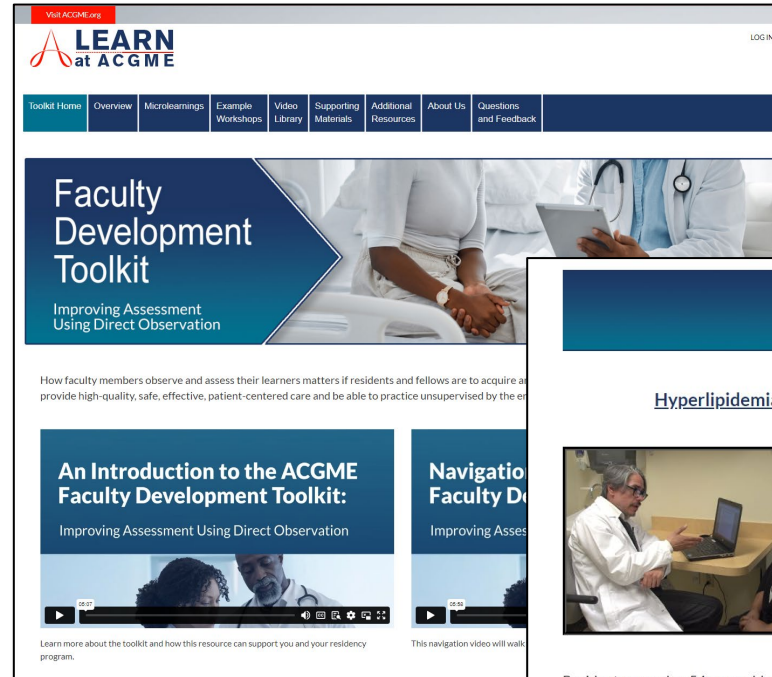 Visit ACGME.org
LEARN
at ACGME
LOG IN
Toolkit Home
Overview
Microlearnings
Example
Workshops
Video
Library
Supporting
Materials
Additional
Resources
About Us
Questions
and Feedback
Faculty
Development
Toolkit
Improving Assessment
Using Direct Observation
How faculty members observe and assess their learners matters if residents and fellows are to acquire
provide high-quality, safe, effective, patient-centered care and be able to practice unsupervised by the
An Introduction to the ACGME
Faculty Development Toolkit:
Improving Assessment Using Direct Observation
05:07
CC
Learn more about the toolkit and how this resource can support you and your residency
program.
Faculty
Improving
05:58
This navigation video will walk